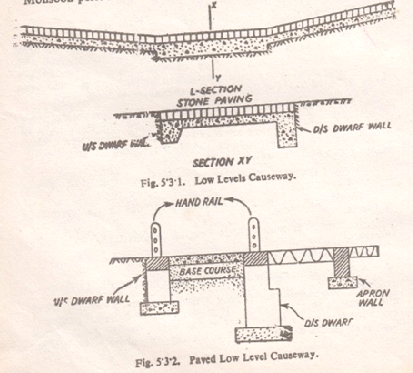 Monsoon
X
Y
L-SECTION
STONE PAVING
U/S DWARF WALL
D/S DWARF WALL
SECTION XY
Fig. 5·3·1. Low Levels Causeway.
HAND RAIL
BASE COURSE
U/S DWARF WALL
APRON
WALL
D/S DWARF
Fig. 5·3·2. Paved Low Level Causeway.